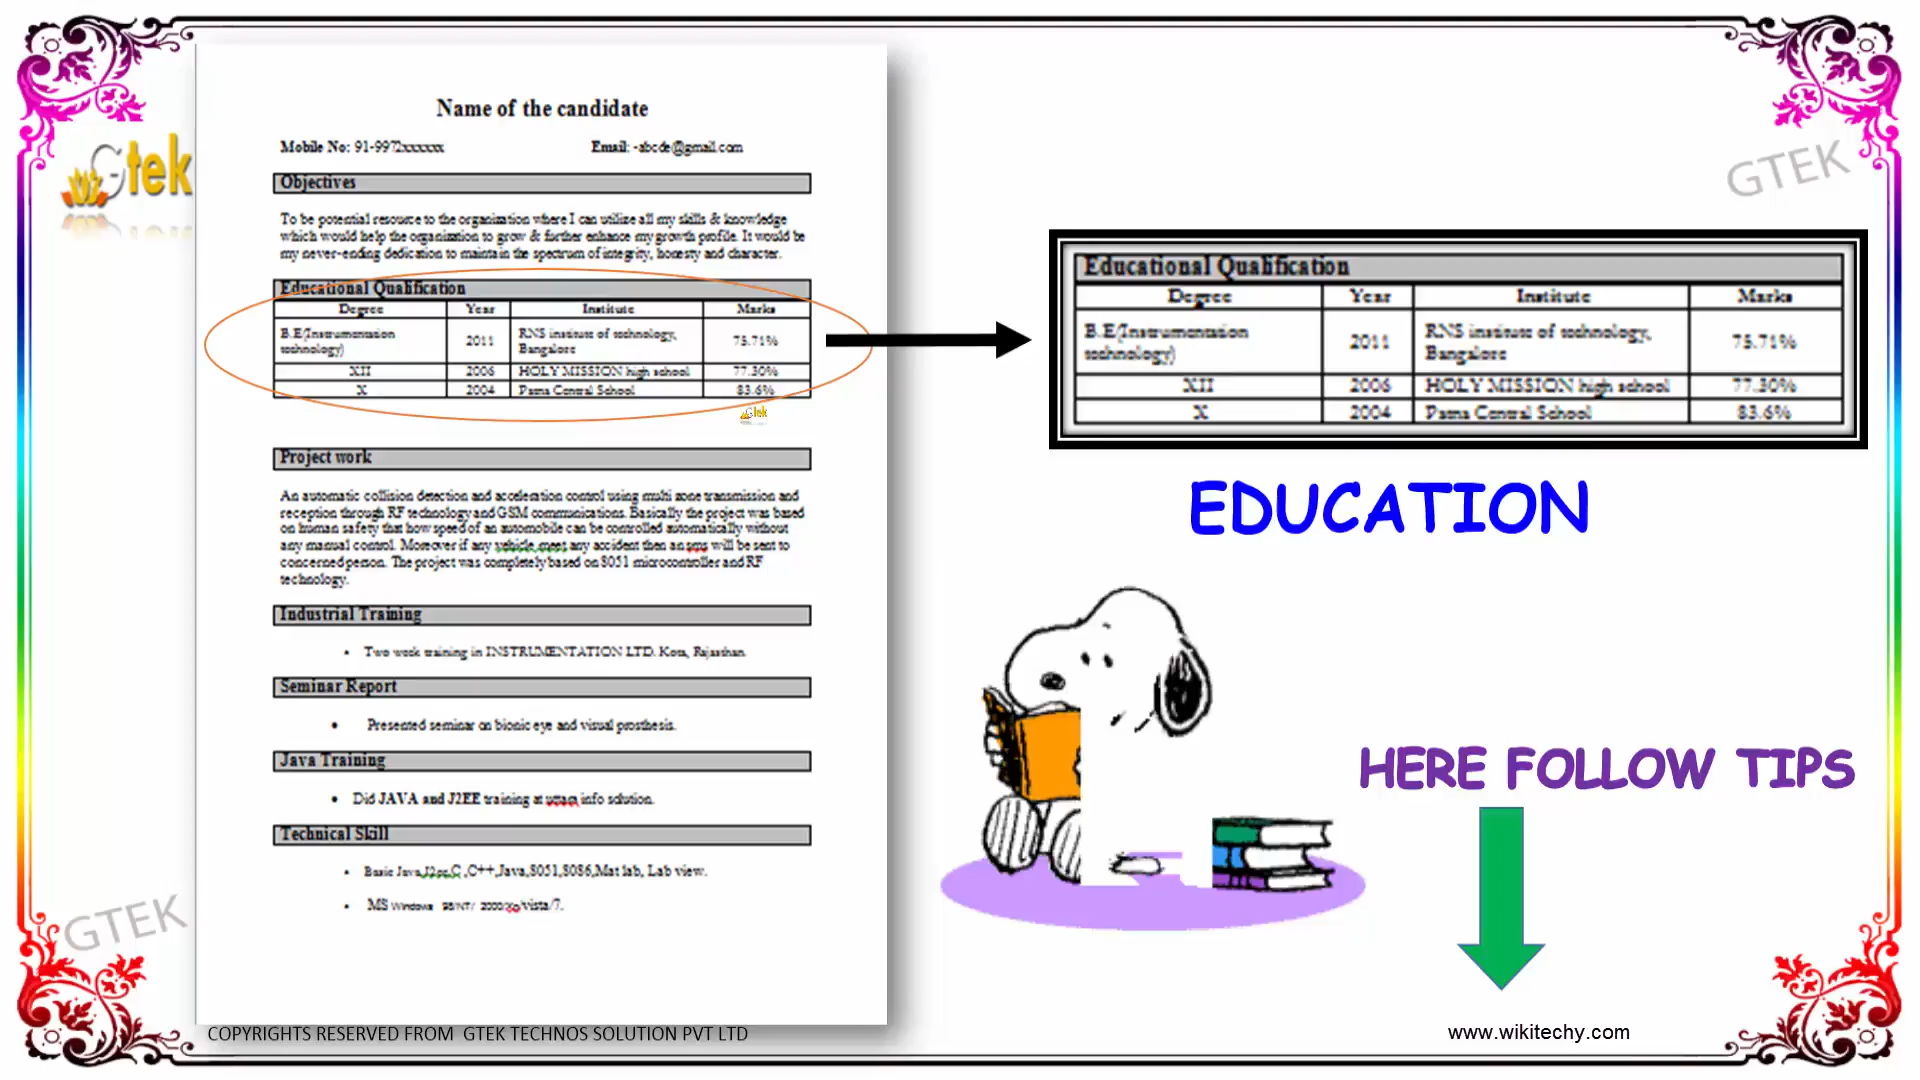 Gtek
GTEK
Name of the candidate
Mobile No: 91-9972xxxxxx Email: -abcde@gmail.com
Objectives
To be potential resource to the organization where I can utilize all my skills & knowledge
which would help the organization to grow & further enhance my growth profile. It would be
my never-ending dedication to maintain the spectrum of integrity, honesty and character.
Educational Qualification
Degree Year Institute Marks
B.E(Instrumentation
technology) 2011 RNS institute of technology,
Bangalore 75.71%
XII 2006 HOLY MISSION high school 77.30%
X 2004 Patna Central School 83.6%
Gtek
Project work
An automatic collision detection and acceleration control using multi zone transmission and
reception through RF technology and GSM communications. Basically the project was based
on human safety that how speed of an automobile can be controlled automatically without
any manual control. Moreover if any vehicle meet any accident then an sms will be sent to
concerned person. The project was completely based on 8051 microcontroller and RF
technology.
Industrial Training
• Two week training in INSTRUMENTATION LTD. Kota, Rajasthan.
Seminar Report
• Presented seminar on bionic eye and visual prosthesis.
Java Training
• Did JAVA and J2EE training at uttara info solution.
Technical Skill
• Basic Java,J2ee,C ,C++,Java,8051,8086,Mat lab, Lab view.
• MS Windows 98/NT/ 2000/Xp/vista/7.
Educational Qualification
Degree Year Institute Marks
B.E(Instrumentation
technology) 2011 RNS institute of technology,
Bangalore 75.71%
XII 2006 HOLY MISSION high school 77.30%
X 2004 Patna Central School 83.6%
EDUCATION
HERE FOLLOW TIPS
GTEK
COPYRIGHTS RESERVED FROM GTEK TECHNOS SOLUTION PVT LTD
www.wikitechy.com